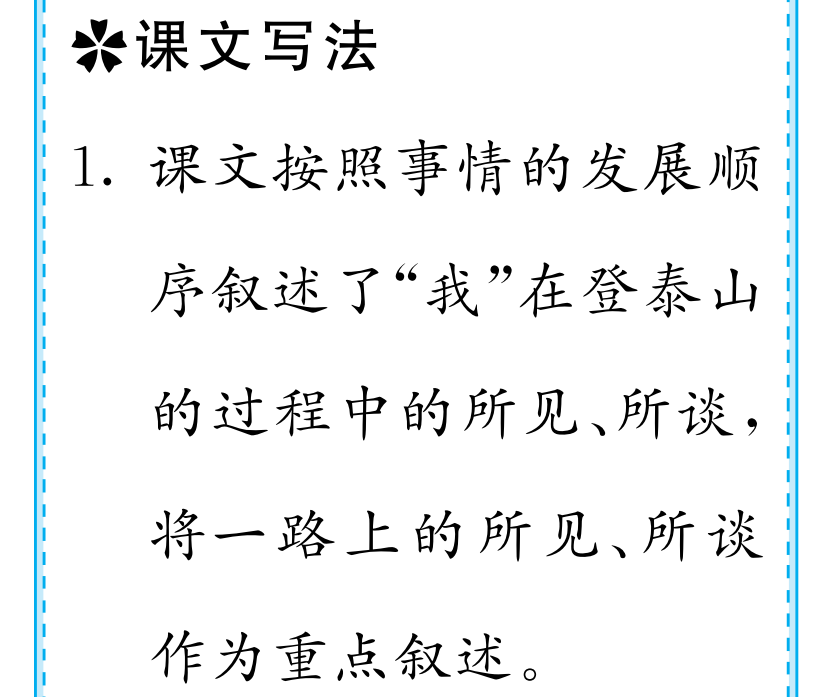 ✲课文写法
1. 课文按照事情的发展顺
序叙述了“我”在登泰山
的过程中的所见、所谈，
将一路上的所见、所谈
作为重点叙述。